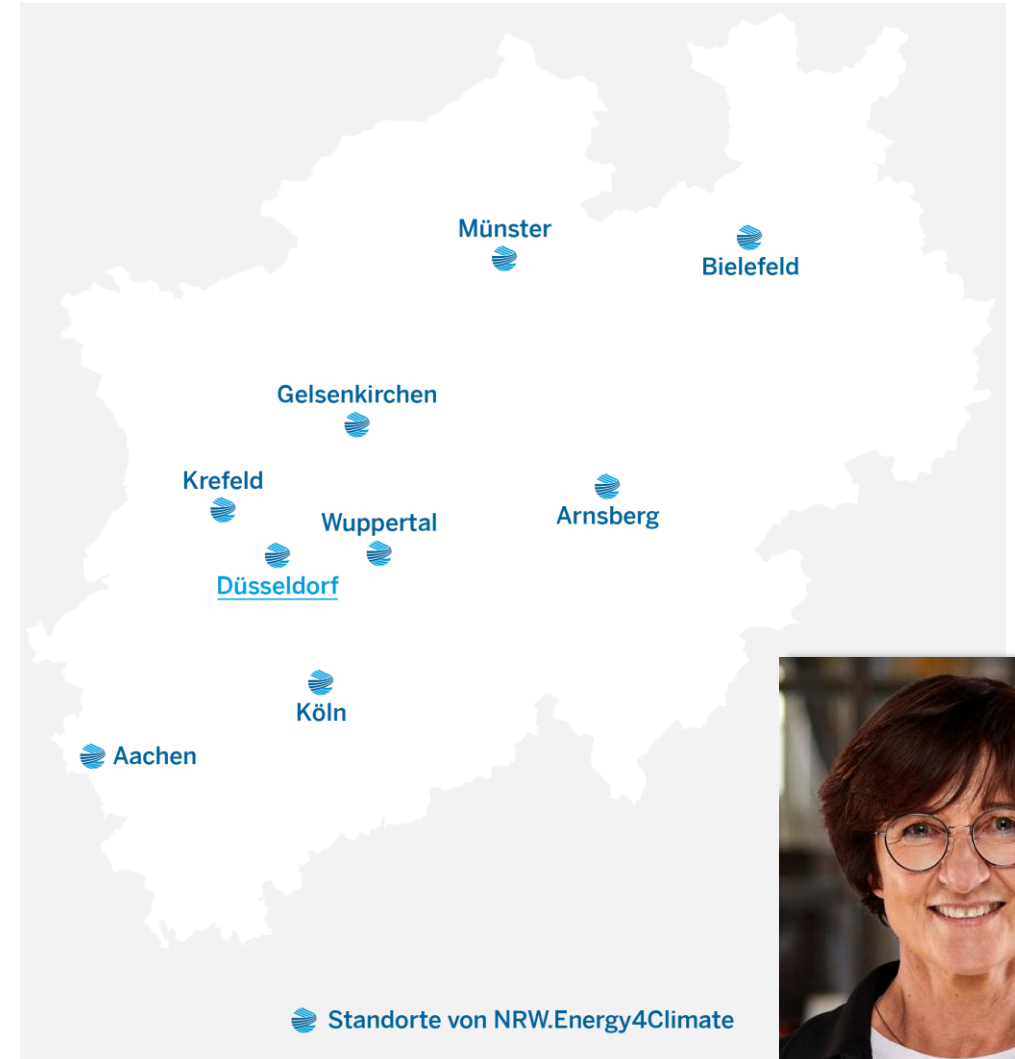 Münster
Bielefeld
Gelsenkirchen
Krefeld
Wuppertal
Arnsberg
Düsseldorf
Köln
Aachen
Standorte von NRW.Energy4Climate